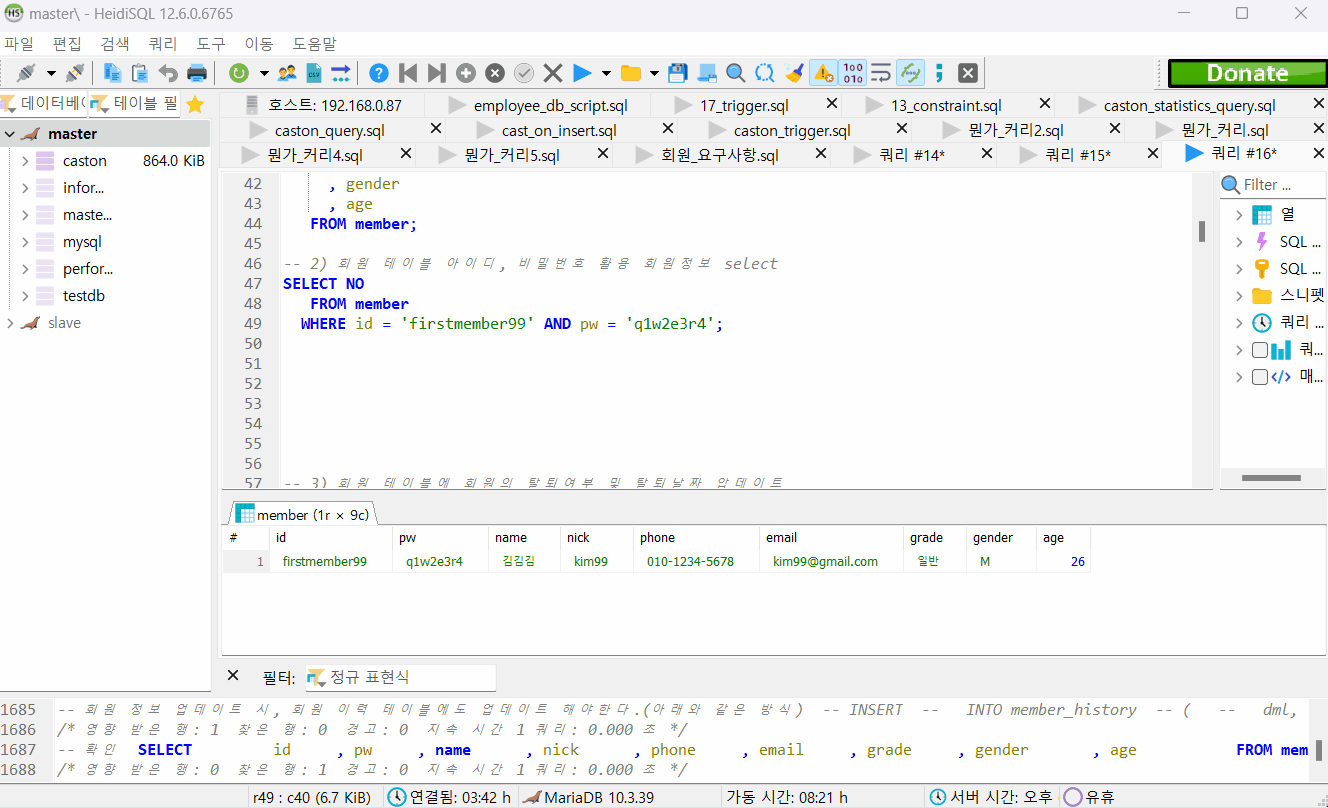 master\ - HeidiSQL 12.6.0.6765
파일 편집 검색 쿼리 도구 이동 도움말
Donate
테이블 필
호스트: 192.168.0.87 employee_db_script.sql 17_trigger.sql 13_constraint.sql caston_statistics_query.sql
caston_query.sql cast_on_insert.sql caston_trigger.sql 뭔가_커리2.sql 뭔가_커리.sql
뭔가_커리4.sql 뭔가_커리5.sql 회원_요구사항.sql 쿼리 #14* 쿼리 #15* 쿼리 #16*
master
caston 864.0 KiB
infor...
maste...
mysql
perfor...
testdb
slave
42 , gender
43 , age
44 FROM member;
45
46 -- 2) 회원 테이블 아이디, 비밀번호 활용 회원정보 select
47 SELECT NO
48 FROM member
49 WHERE id = 'firstmember99' AND pw = 'q1w2e3r4';
50
51
52
53
54
55
56
57 -- 3) 회원 테이블에 회원의 탈퇴여부 및 탈퇴날짜 업데이트
Filter ...
열
SQL ...
SQL ...
스니펫
쿼리 ...
쿼...
매...
member (1r × 9c)
# id pw name nick phone email grade gender age
1 firstmember99 q1w2e3r4 김김김 kim99 010-1234-5678 kim99@gmail.com 일반 M 26
필터: 정규 표현식
1685 -- 회원 정보 업데이트 시, 회원 이력 테이블에도 업데이트 해야한다.(아래와 같은 방식) -- INSERT -- INTO member_history -- ( -- dml,
1686 /* 영향 받은 행: 1 찾은 행: 0 경고: 0 지속 시간 1 쿼리: 0.000 초 */
1687 -- 확인 SELECT id , pw , name , nick , phone , email , grade , gender , age FROM mem
1688 /* 영향 받은 행: 0 찾은 행: 1 경고: 0 지속 시간 1 쿼리: 0.000 초 */
r49 : c40 (6.7 KiB) 연결됨: 03:42 h MariaDB 10.3.39 가동 시간: 08:21 h 서버 시간: 오후 유휴